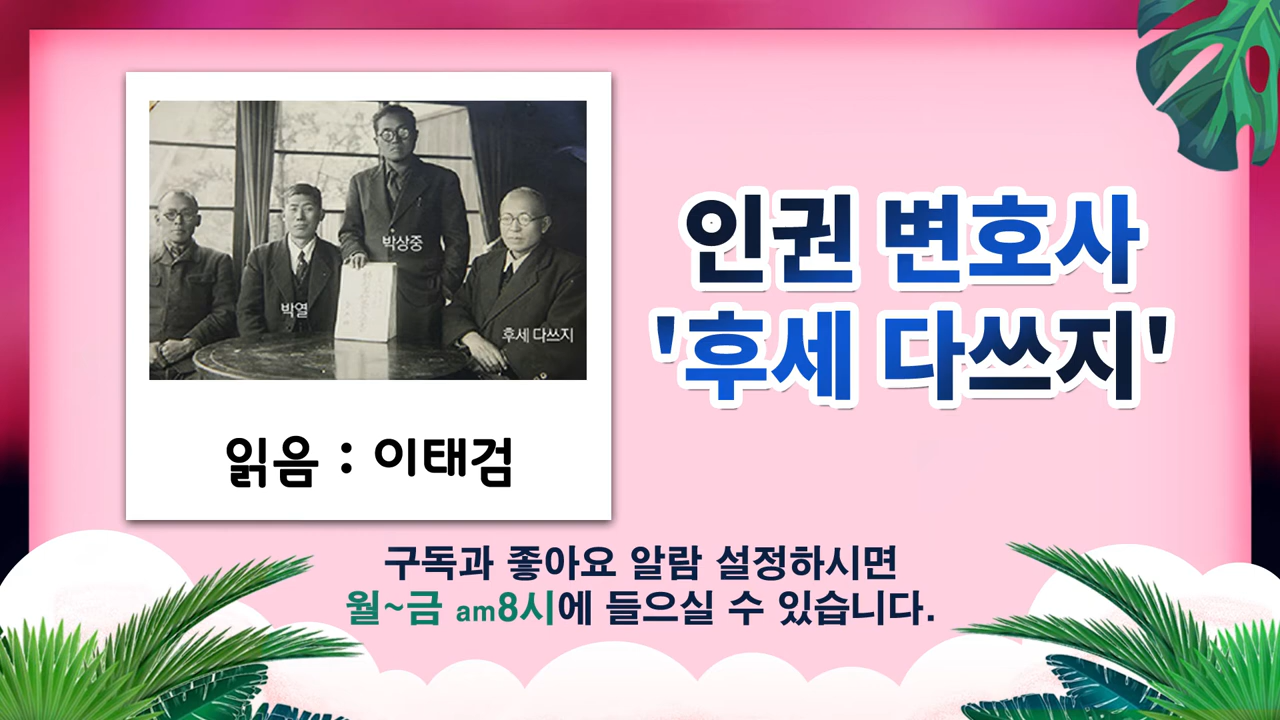 인권 변호사
'후세 다쓰지'
박상중
박열
후세 다쓰지
읽음 : 이태검
구독과 좋아요 알람 설정하시면
월~금 am8시에 들으실 수 있습니다.